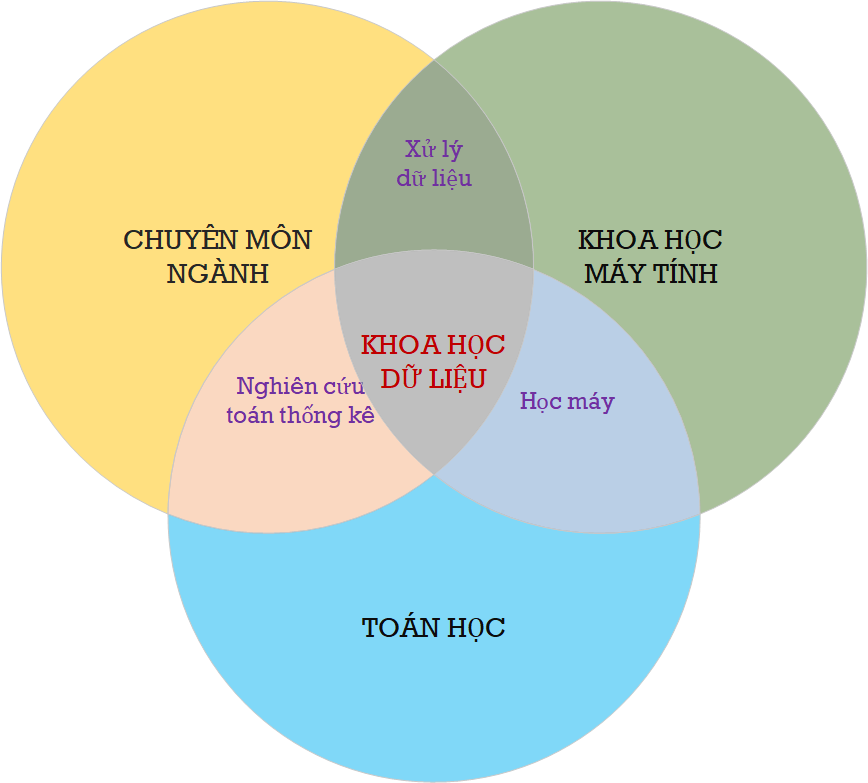 Xử lý
dữ liệu
CHUYÊN MÔN
NGÀNH
KHOA HỌC
MÁY TÍNH
KHOA HỌC
DỮ LIỆU
Nghiên cứu
toán thống kê
Học máy
TOÁN HỌC